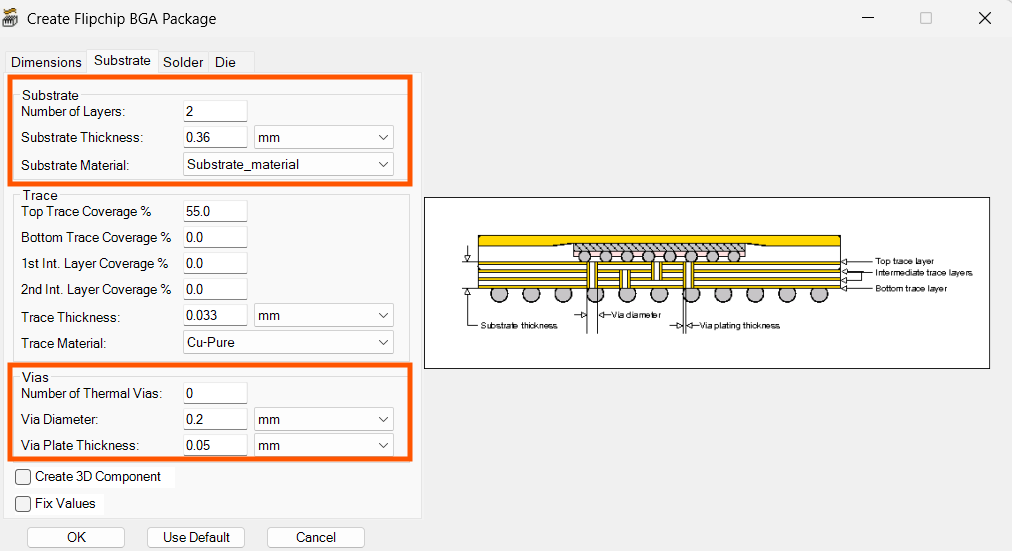 Create Flipchip BGA Package
Dimensions Substrate Solder Die
Substrate
Number of Layers: 2
Substrate Thickness: 0.36 mm
Substrate Material: Substrate_material
Trace
Top Trace Coverage % 55.0
Bottom Trace Coverage % 0.0
1st Int. Layer Coverage % 0.0
2nd Int. Layer Coverage % 0.0
Trace Thickness: 0.033 mm
Trace Material: Cu-Pure
Vias
Number of Thermal Vias: 0
Via Diameter: 0.2 mm
Via Plate Thickness: 0.05 mm
Create 3D Component
Fix Values
OK Use Default Cancel
Top trace layer
Intermediate trace layers
Bottom trace layer
Via diameter
Substrate thickness
Via plating thickness